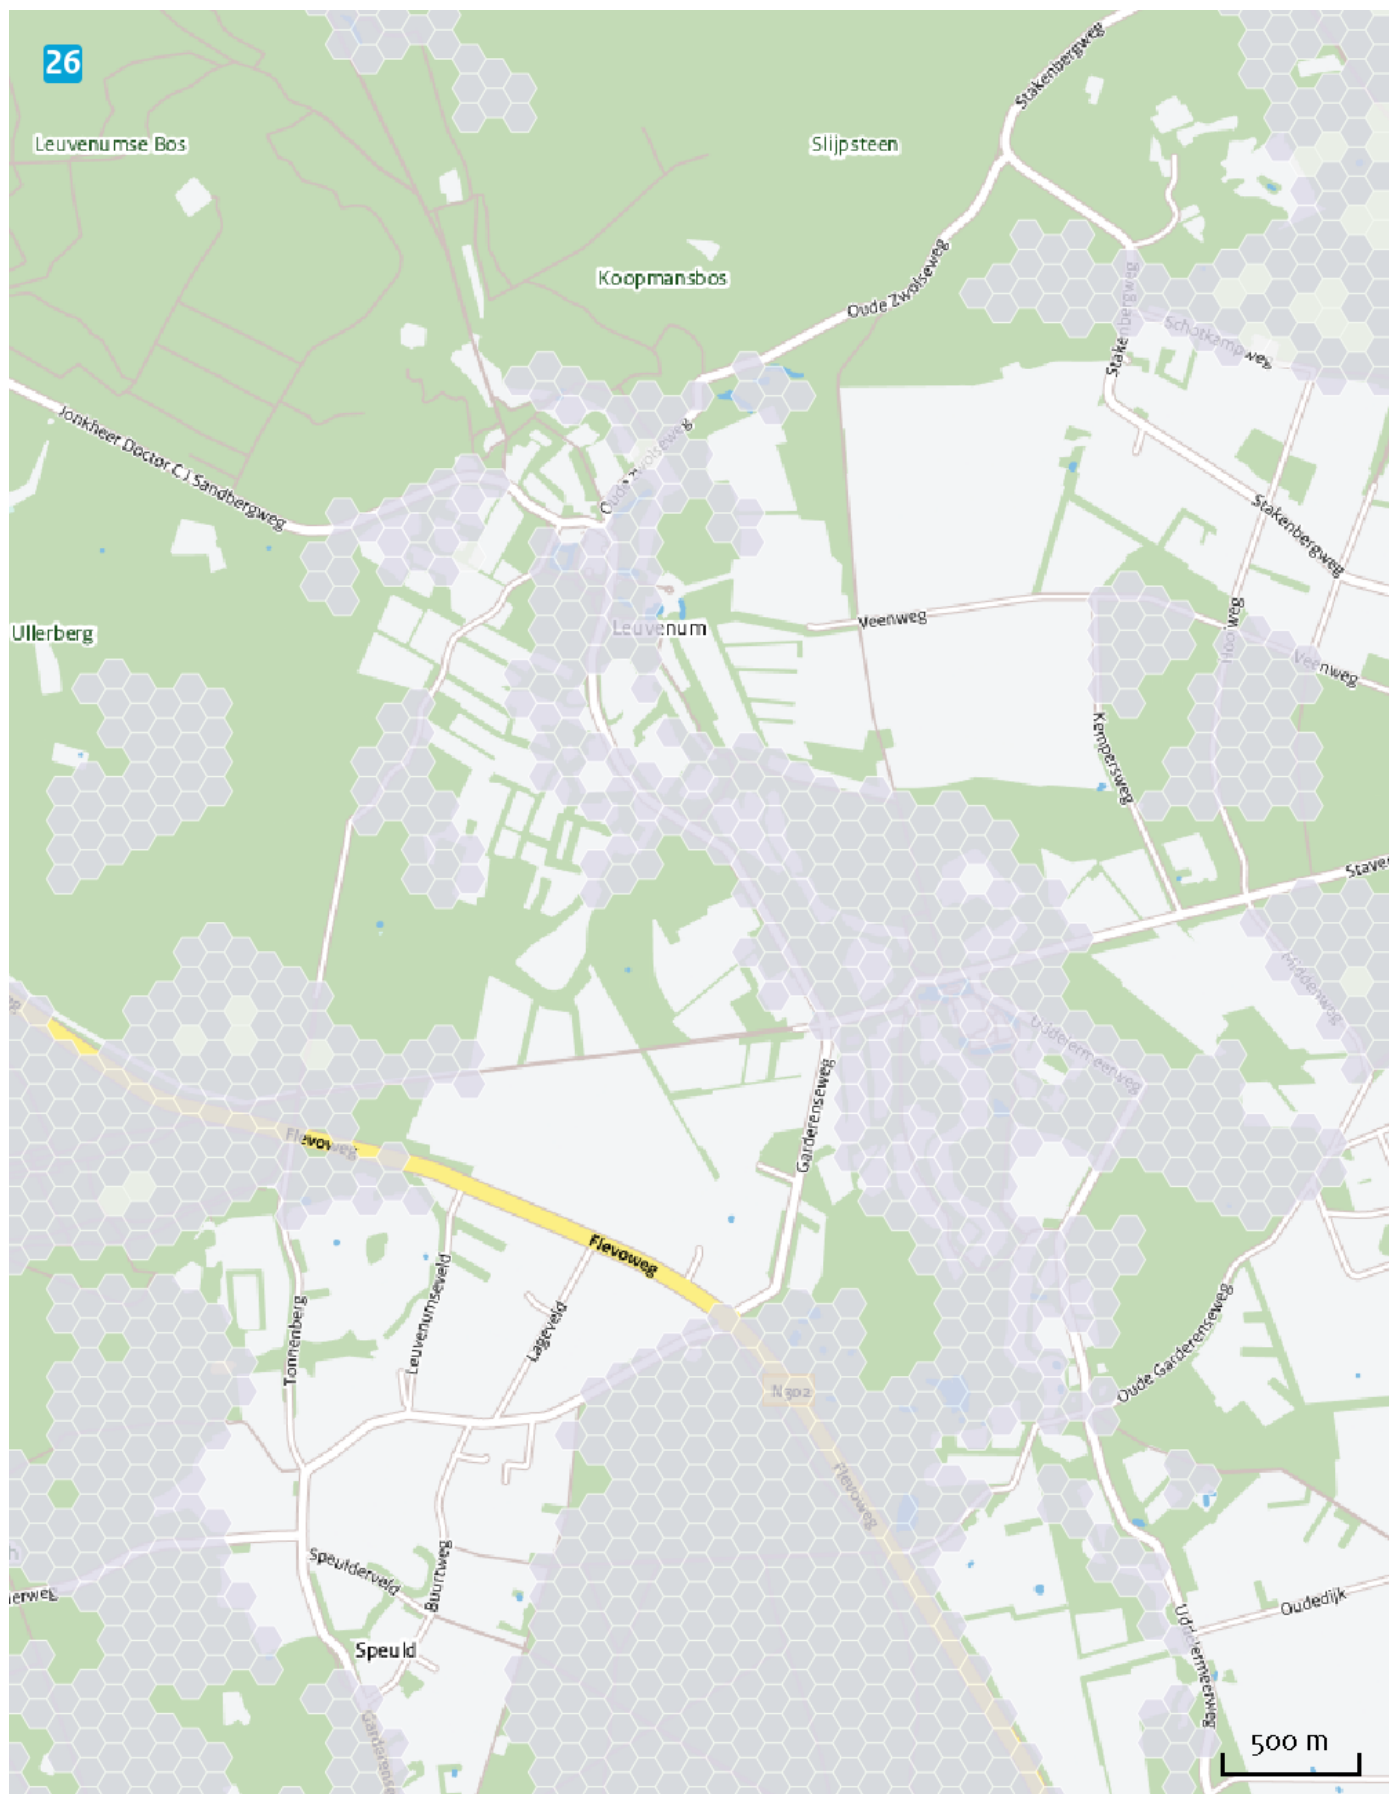 26
Stakenbergweg
Leuvenumse Bos
Slijpsteen
Koopmansbos
Oude Zwolseweg
Stakenbergweg
Schotkampweg
Jonkheer Doctor C J Sandbergweg
Oude Zwolseweg
Stakenbergweg
Ullerberg
Leuvenum
Veenweg
Hooiweg
Veenweg
Kempersweg
Staver
Middenweg
Uddelermeerweg
Garderenseweg
Flevoweg
Flevoweg
Leuvenumseveld
Lageveld
Tonnenberg
Oude Garderenseweg
N302
Flevoweg
Speulderveld
Buurtweg
Oudedijk
Uddelermeerweg
Speuld
500 m